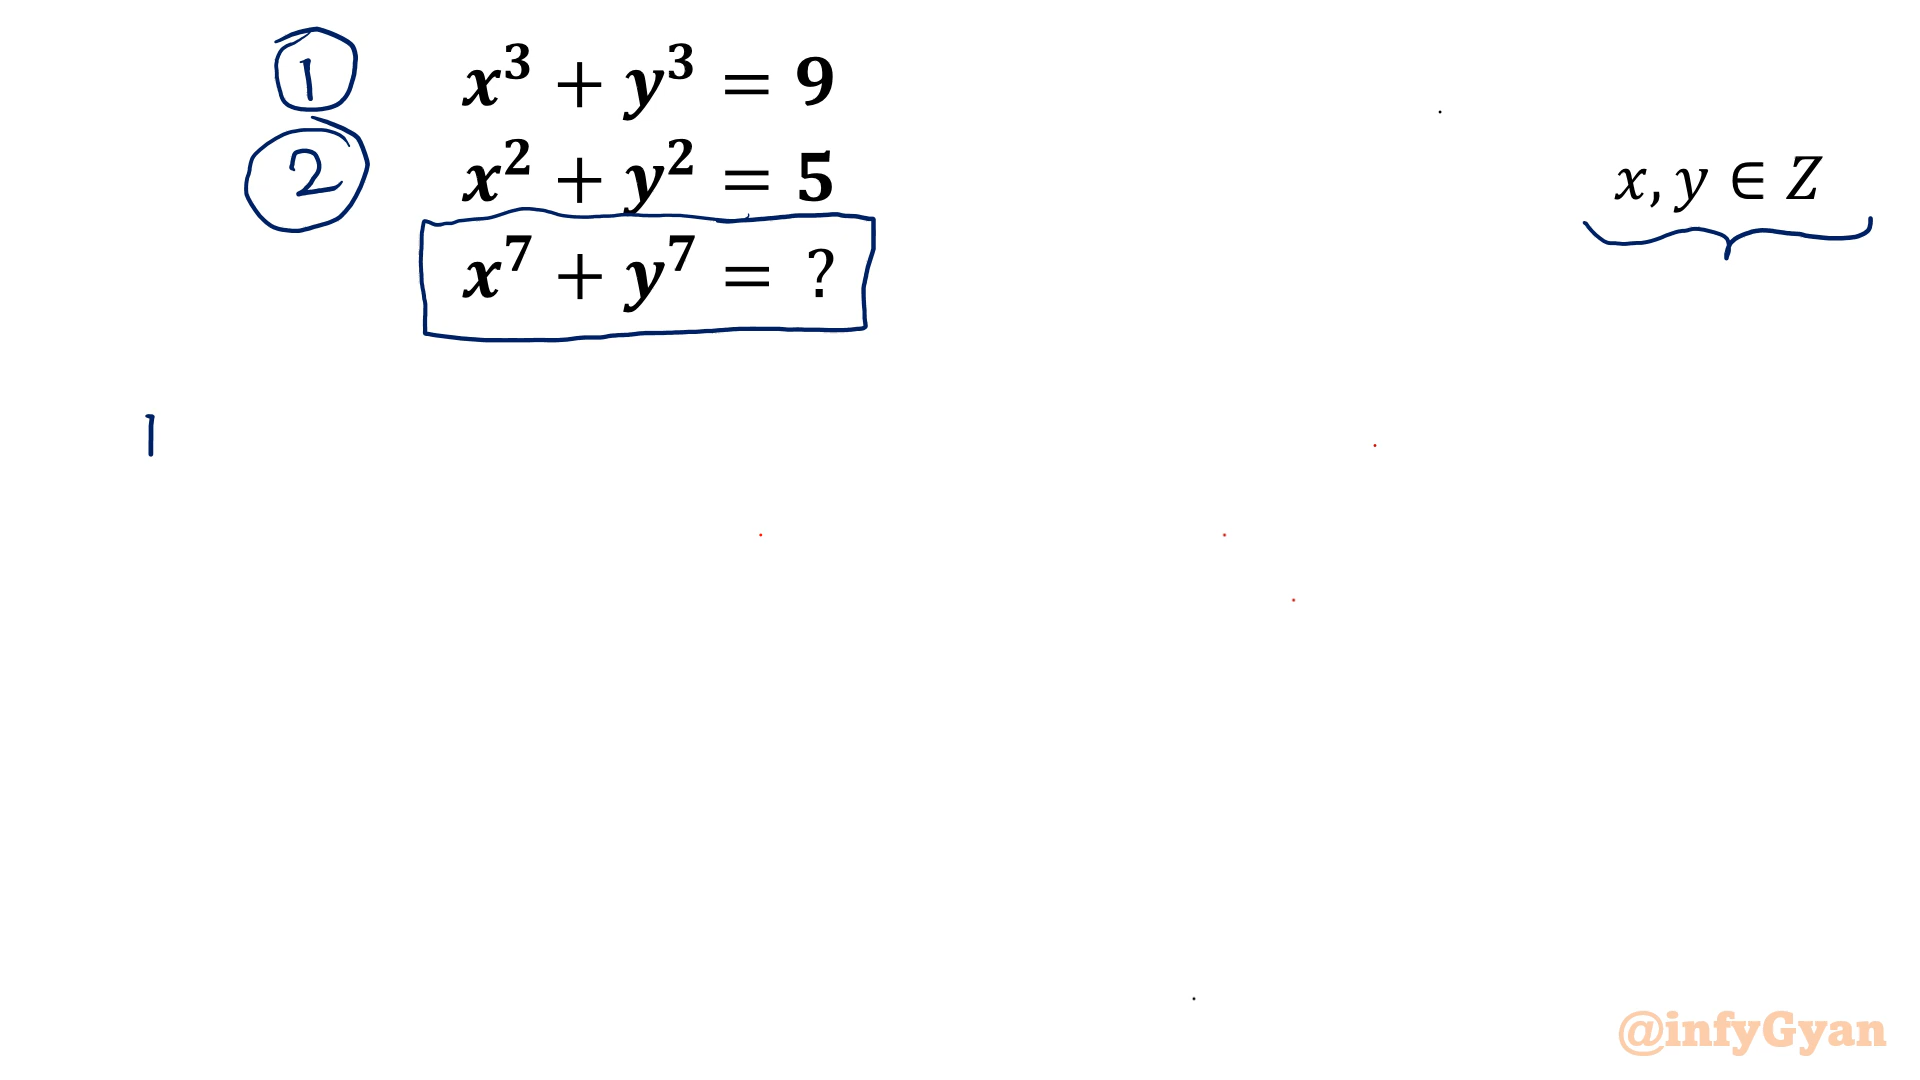 1 x³ + y³ = 9
2 x² + y² = 5
x, y ∈ Z
x⁷ + y⁷ = ?
1
@infyGyan